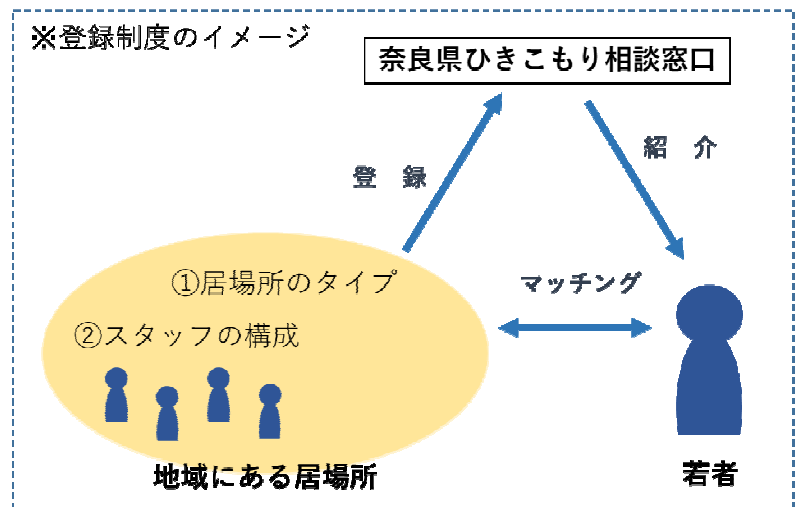 ※登録制度のイメージ
奈良県ひきこもり相談窓口
登　録
紹　介
①居場所のタイプ
②スタッフの構成
マッチング
地域にある居場所
若者